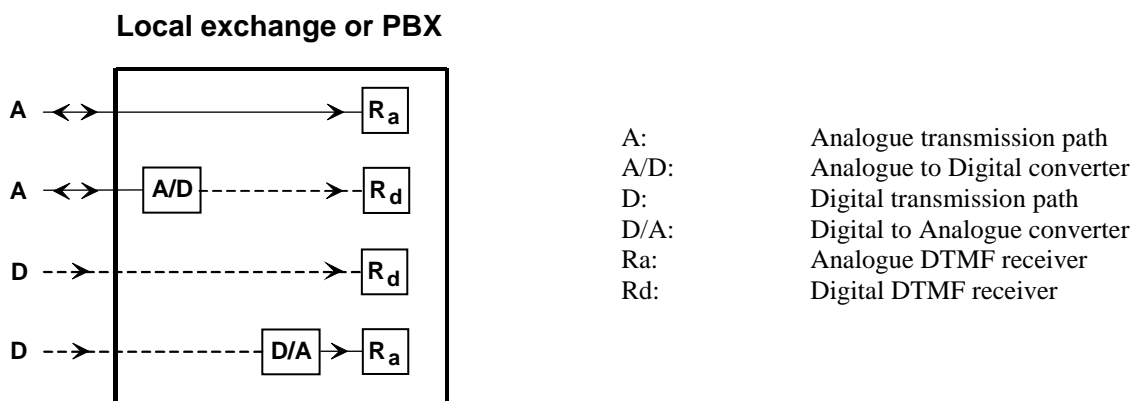 Local exchange or PBX
A Ra
A A/D Rd
D Rd
D D/A Ra
A: Analogue transmission path
A/D: Analogue to Digital converter
D: Digital transmission path
D/A: Digital to Analogue converter
Ra: Analogue DTMF receiver
Rd: Digital DTMF receiver